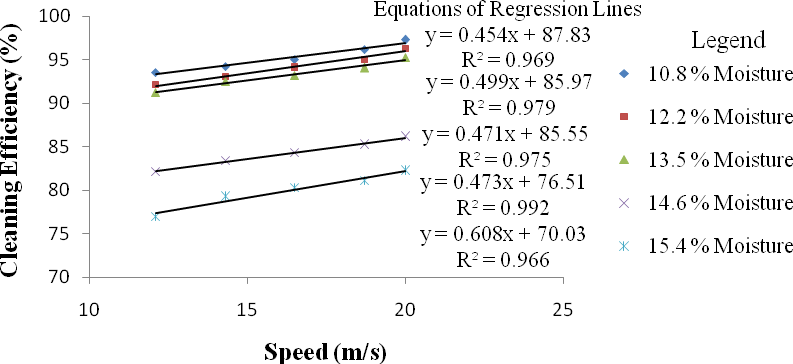 Equations of Regression Lines
y = 0.454x + 87.83
R² = 0.969
y = 0.499x + 85.97
R² = 0.979
y = 0.471x + 85.55
R² = 0.975
y = 0.473x + 76.51
R² = 0.992
y = 0.608x + 70.03
R² = 0.966
Legend
10.8 % Moisture
12.2 % Moisture
13.5 % Moisture
14.6 % Moisture
15.4 % Moisture
Cleaning Efficiency (%)
100
95
90
85
80
75
70
10
15
20
25
Speed (m/s)